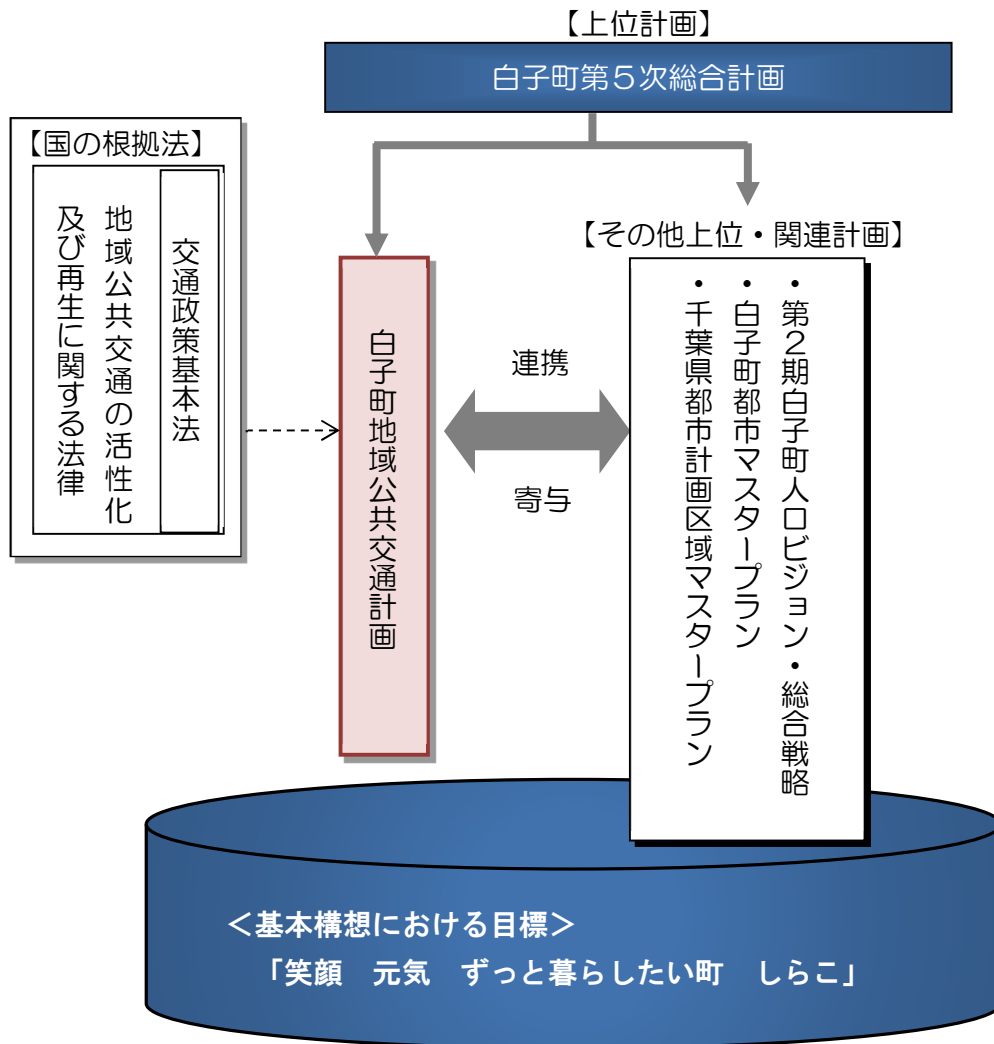 【上位計画】
白子町第５次総合計画
【国の根拠法】
交通政策基本法
地域公共交通の活性化
及び再生に関する法律
白子町地域公共交通計画
連携
寄与
【その他上位・関連計画】
・第２期白子町人口ビジョン・総合戦略
・白子町都市マスタープラン
・千葉県都市計画区域マスタープラン
＜基本構想における目標＞
「笑顔　元気　ずっと暮らしたい町　しらこ」